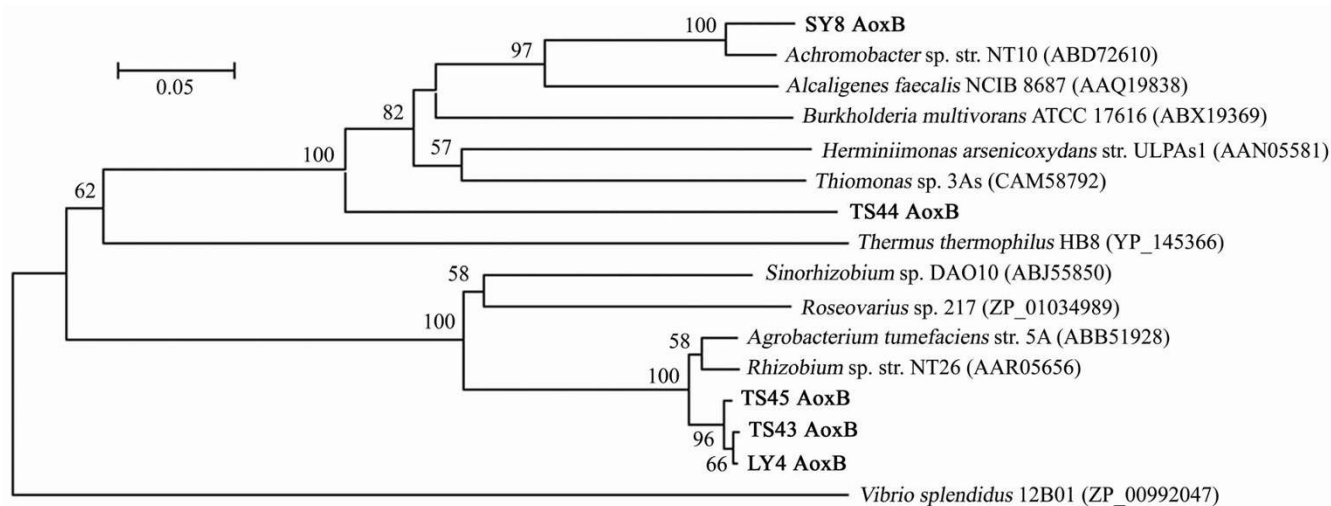 SY8 AoxB
100
Achromobacter sp. str. NT10 (ABD72610)
97
0.05
Alcaligenes faecalis NCIB 8687 (AAQ19838)
82
Burkholderia multivorans ATCC 17616 (ABX19369)
Herminiimonas arsenicoxydans str. ULPAs1 (AAN05581)
100
57
Thiomonas sp. 3As (CAM58792)
62
TS44 AoxB
Thermus thermophilus HB8 (YP_145366)
58
Sinorhizobium sp. DAO10 (ABJ55850)
Roseovarius sp. 217 (ZP_01034989)
100
58
Agrobacterium tumefaciens str. 5A (ABB51928)
Rhizobium sp. str. NT26 (AAR05656)
100
TS45 AoxB
TS43 AoxB
96
LY4 AoxB
66
Vibrio splendidus 12B01 (ZP_00992047)